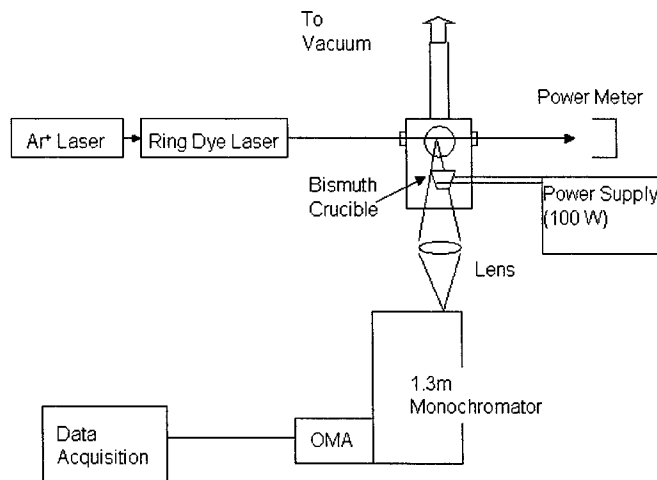 To
Vacuum
Power Meter
Ar⁺ Laser
Ring Dye Laser
Bismuth
Crucible
Power Supply
(100 W)
Lens
1.3m
Monochromator
OMA
Data
Acquisition